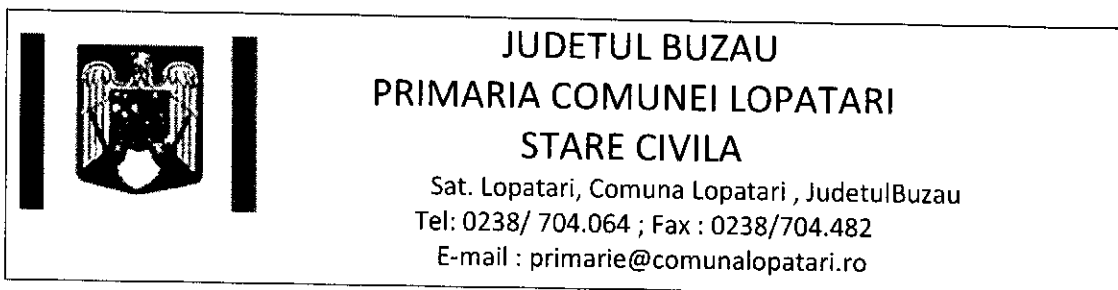 JUDETUL BUZAU
PRIMARIA COMUNEI LOPATARI
STARE CIVILA
Sat. Lopatari, Comuna Lopatari , JudetulBuzau
Tel: 0238/ 704.064 ; Fax : 0238/704.482
E-mail : primarie@comunalopatari.ro